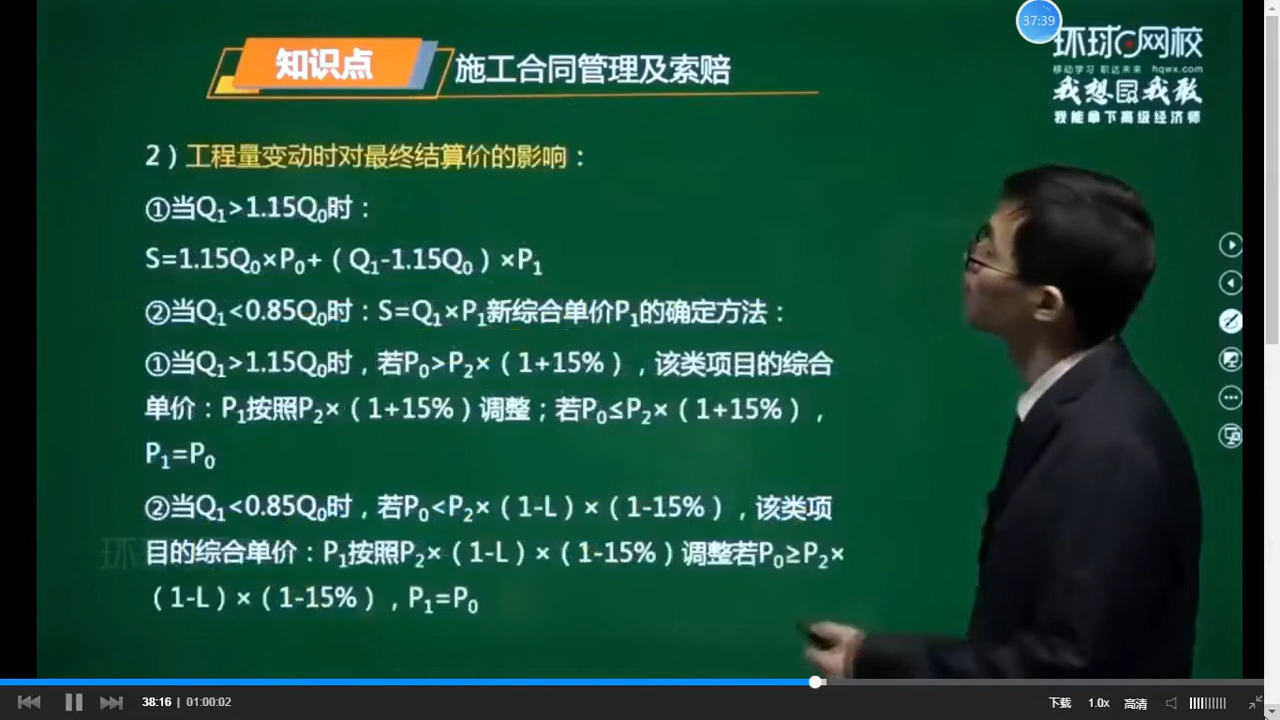 37:39
环球网校
移动学习 职达未来 hqwx.com
我想我敢
我能拿下高级经济师
知识点
施工合同管理及索赔
2）工程量变动时对最终结算价的影响：
①当Q₁>1.15Q₀时：
S=1.15Q₀×P₀+（Q₁-1.15Q₀）×P₁
②当Q₁<0.85Q₀时：S=Q₁×P₁新综合单价P₁的确定方法：
①当Q₁>1.15Q₀时，若P₀>P₂×（1+15%），该类项目的综合
单价：P₁按照P₂×（1+15%）调整；若P₀≤P₂×（1+15%），
P₁=P₀
②当Q₁<0.85Q₀时，若P₀<P₂×（1-L）×（1-15%），该类项
目的综合单价：P₁按照P₂×（1-L）×（1-15%）调整若P₀≥P₂×
（1-L）×（1-15%），P₁=P₀
38:16 | 01:00:02
下载 1.0x 高清